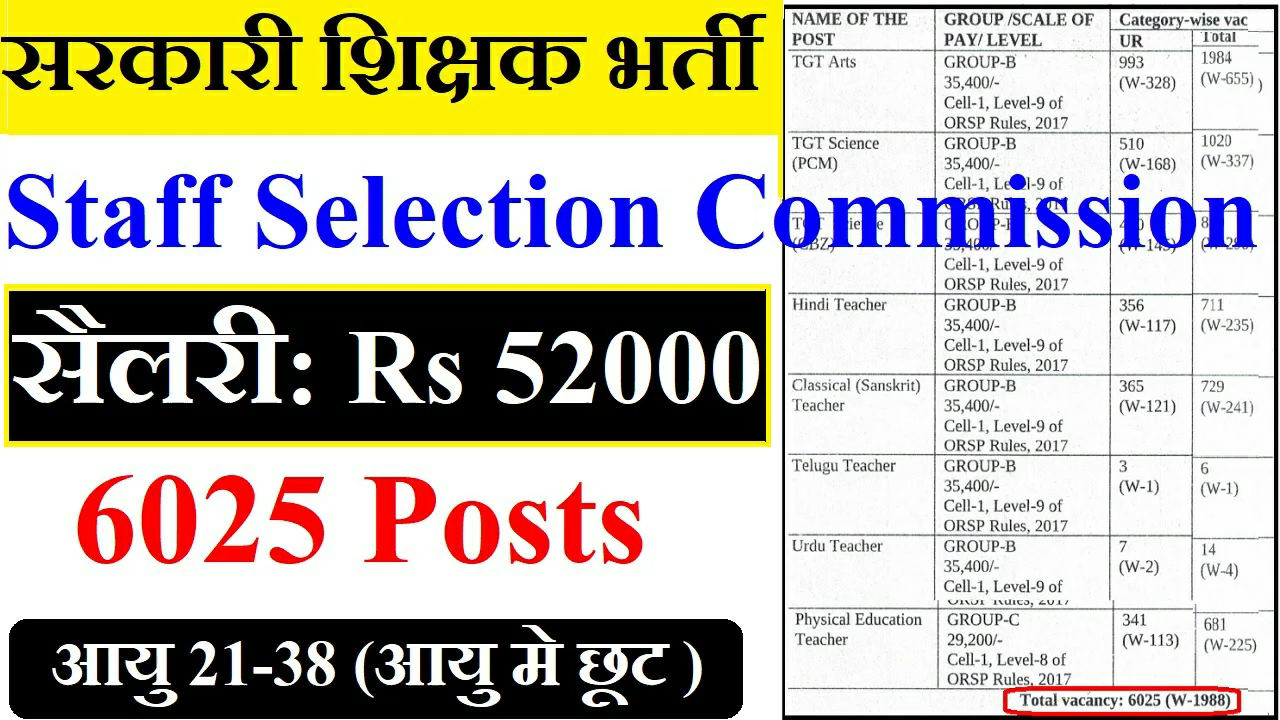 सरकारी शिक्षक भर्ती
Staff Selection Commission
सैलरी: Rs 52000
6025 Posts
आयु 21-38 (आयु मे छूट )
NAME OF THE POST GROUP /SCALE OF PAY/ LEVEL Category-wise vac
UR Total
TGT Arts GROUP-B 993 1984
35,400/- (W-328) (W-655)
Cell-1, Level-9 of
ORSP Rules, 2017
TGT Science GROUP-B 510 1020
(PCM) 35,400/- (W-168) (W-337)
Cell-1, Level-9 of
TGT Science
(CBZ) 35,400/- (W-145)
Cell-1, Level-9 of
ORSP Rules, 2017
Hindi Teacher GROUP-B 356 711
35,400/- (W-117) (W-235)
Cell-1, Level-9 of
ORSP Rules, 2017
Classical (Sanskrit) GROUP-B 365 729
Teacher 35,400/- (W-121) (W-241)
Cell-1, Level-9 of
ORSP Rules, 2017
Telugu Teacher GROUP-B 3 6
35,400/- (W-1) (W-1)
Cell-1, Level-9 of
ORSP Rules, 2017
Urdu Teacher GROUP-B 7 14
35,400/- (W-2) (W-4)
Cell-1, Level-9 of
ORSP Rules, 2017
Physical Education GROUP-C 341 681
Teacher 29,200/- (W-113) (W-225)
Cell-1, Level-8 of
ORSP Rules, 2017
Total vacancy: 6025 (W-1988)